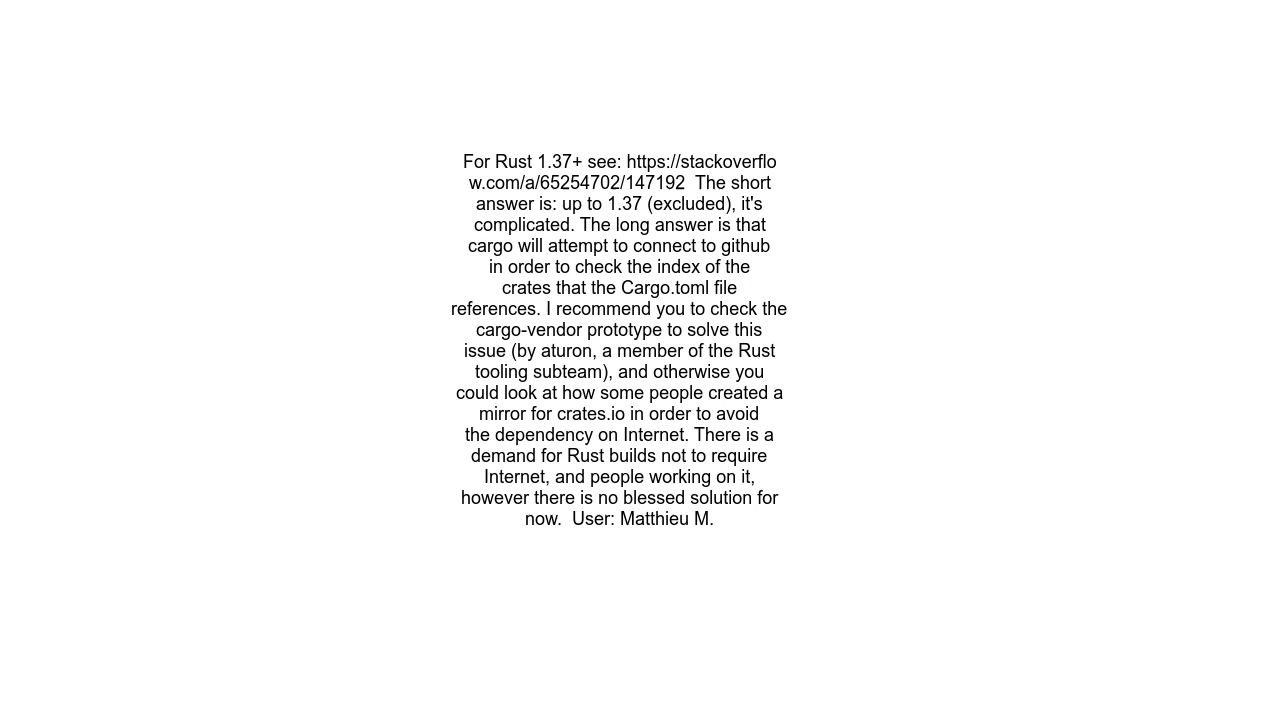 For Rust 1.37+ see: https://stackoverflo
w.com/a/65254702/147192  The short
answer is: up to 1.37 (excluded), it's
complicated. The long answer is that
cargo will attempt to connect to github
in order to check the index of the
crates that the Cargo.toml file
references. I recommend you to check the
cargo-vendor prototype to solve this
issue (by aturon, a member of the Rust
tooling subteam), and otherwise you
could look at how some people created a
mirror for crates.io in order to avoid
the dependency on Internet. There is a
demand for Rust builds not to require
Internet, and people working on it,
however there is no blessed solution for
now.  User: Matthieu M.